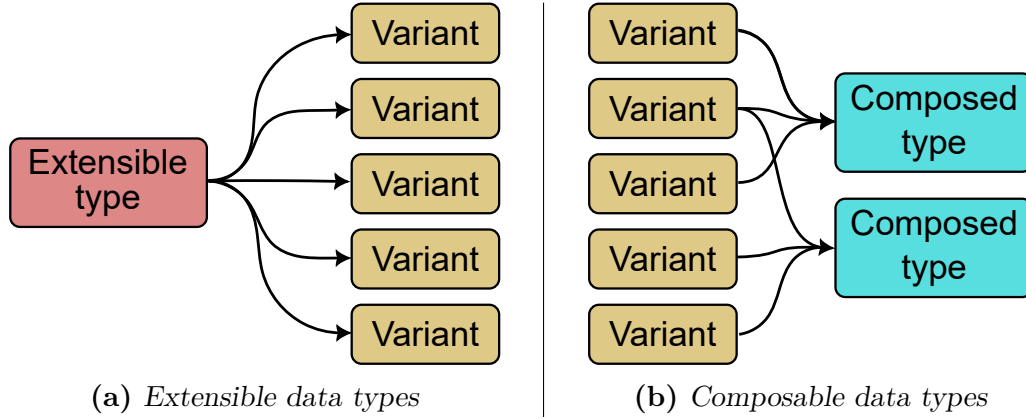 Variant
Variant
Extensible
type
Variant
Variant
Variant
(a) Extensible data types
Variant
Variant
Variant
Variant
Variant
Composed
type
Composed
type
(b) Composable data types